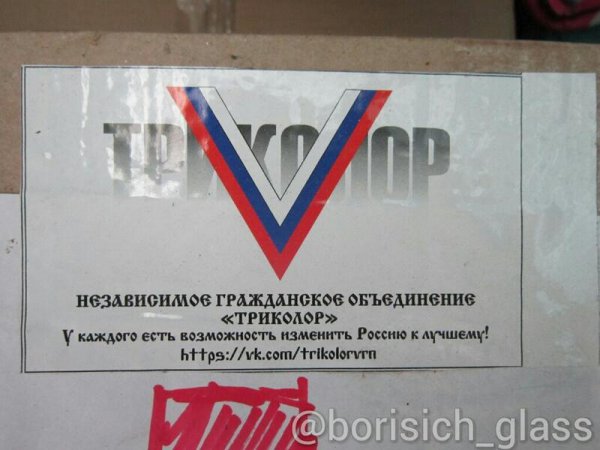 ТРИКОЛОР
НЕЗАВИСИМОЕ ГРАЖДАНСКОЕ ОБЪЕДИНЕНИЕ
«ТРИКОЛОР»
У каждого есть возможность изменить Россию к лучшему!
https://vk.com/trikolorvrn
@borisich_glass